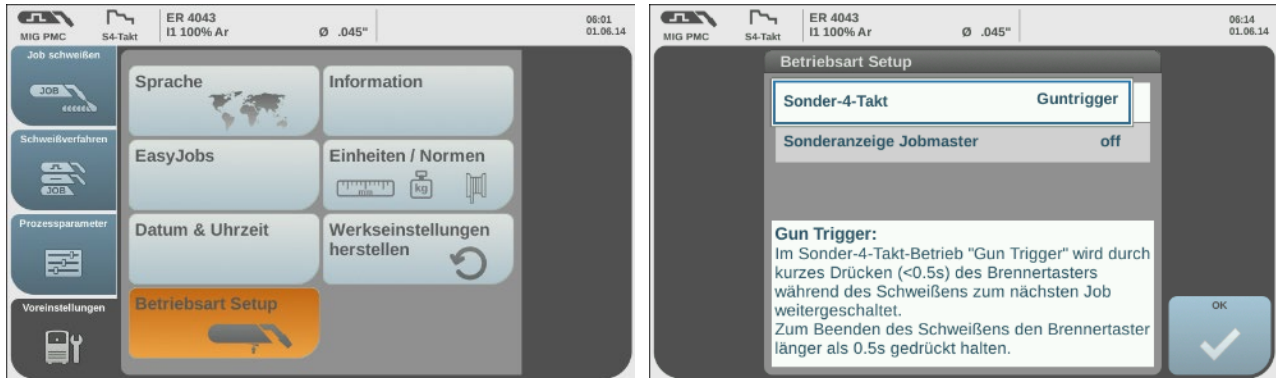 MIG PMC
S4-Takt
ER 4043
I1 100% Ar
Ø .045"
06:01
01.06.14
Job schweißen
JOB
Schweißverfahren
JOB
Prozessparameter
Voreinstellungen
Sprache
Information
EasyJobs
Einheiten / Normen
mm
kg
Datum & Uhrzeit
Werkseinstellungen
herstellen
Betriebsart Setup
MIG PMC
S4-Takt
ER 4043
I1 100% Ar
Ø .045"
06:14
01.06.14
Betriebsart Setup
Sonder-4-Takt Guntrigger
Sonderanzeige Jobmaster off
Gun Trigger:
Im Sonder-4-Takt-Betrieb "Gun Trigger" wird durch
kurzes Drücken (<0.5s) des Brennertasters
während des Schweißens zum nächsten Job
weitergeschaltet.
Zum Beenden des Schweißens den Brennertaster
länger als 0.5s gedrückt halten.
OK